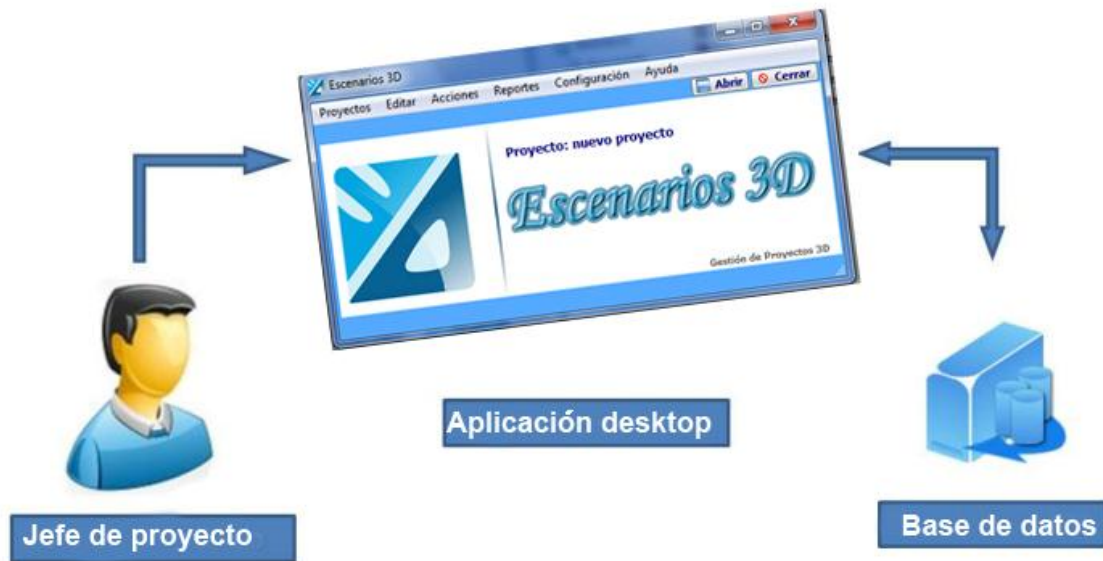 Escenarios 3D
Proyectos Editar Acciones Reportes Configuración Ayuda
Abrir Cerrar
Proyecto: nuevo proyecto
Escenarios 3D
Gestión de Proyectos 3D
Aplicación desktop
Jefe de proyecto
Base de datos